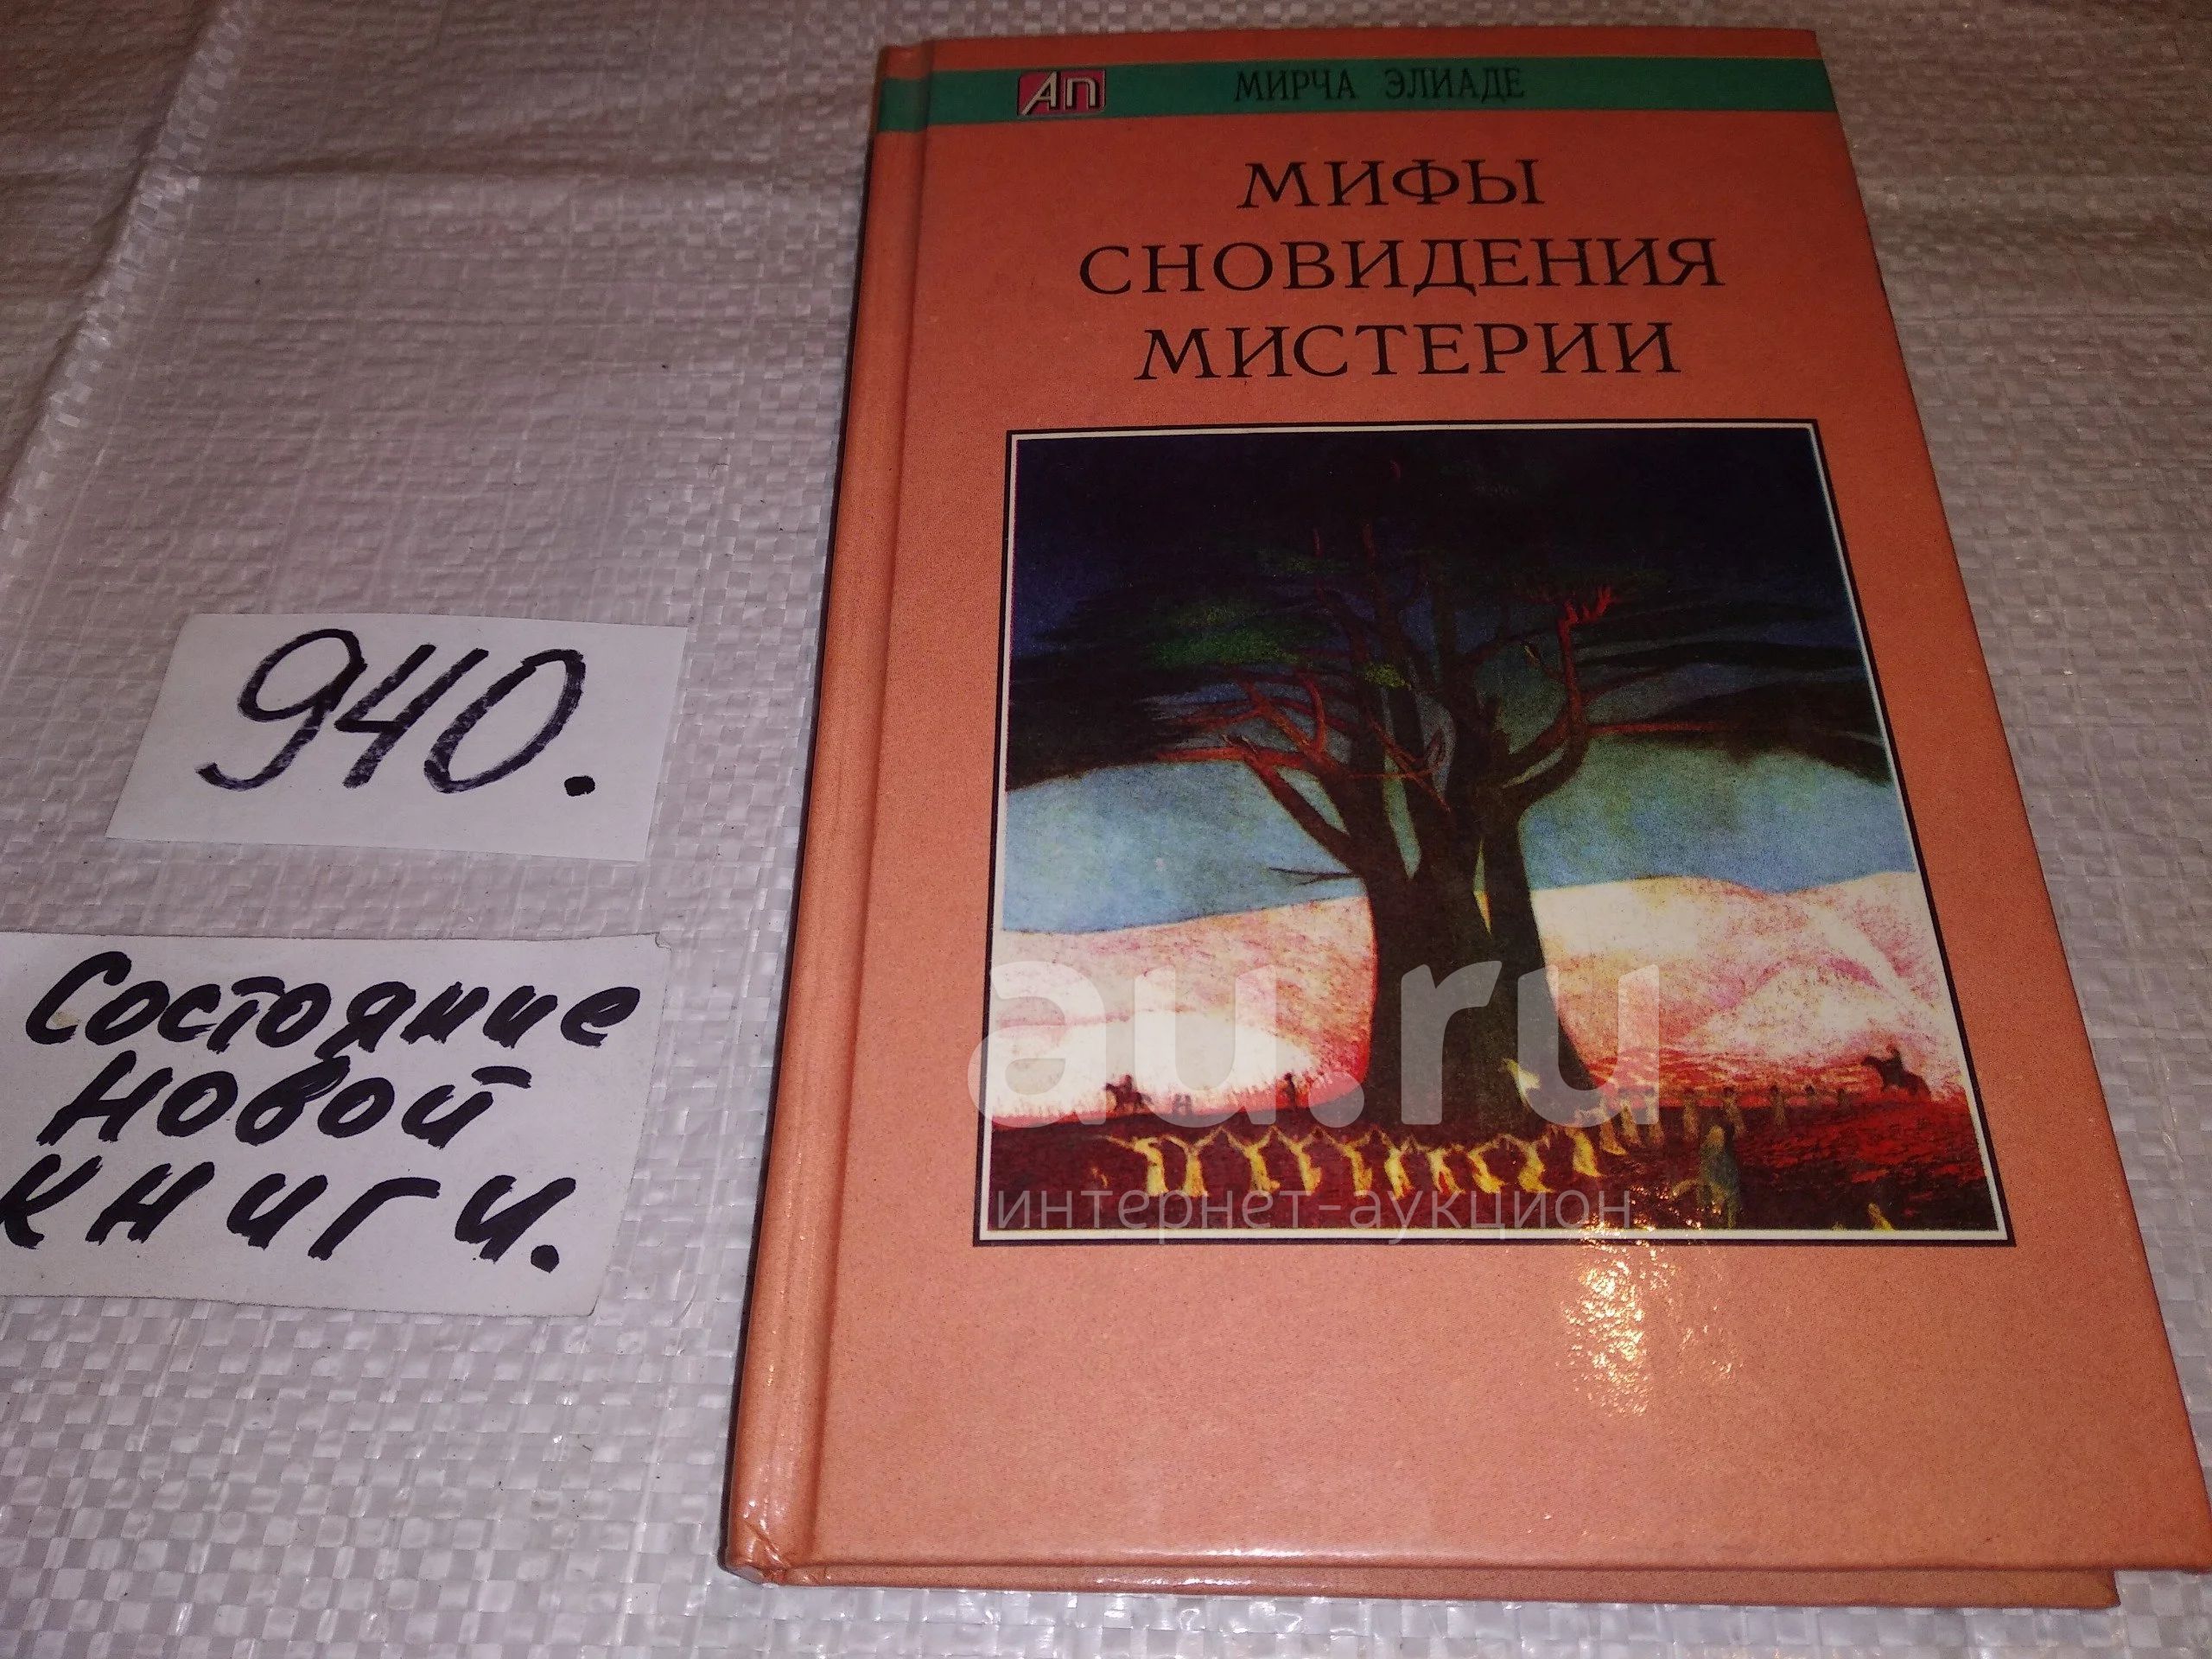 Ап
МИРЧА ЭЛИАДЕ
МИФЫ
СНОВИДЕНИЯ
МИСТЕРИИ
940.
Состояние
новой
книги.
au.ru
интернет-аукцион